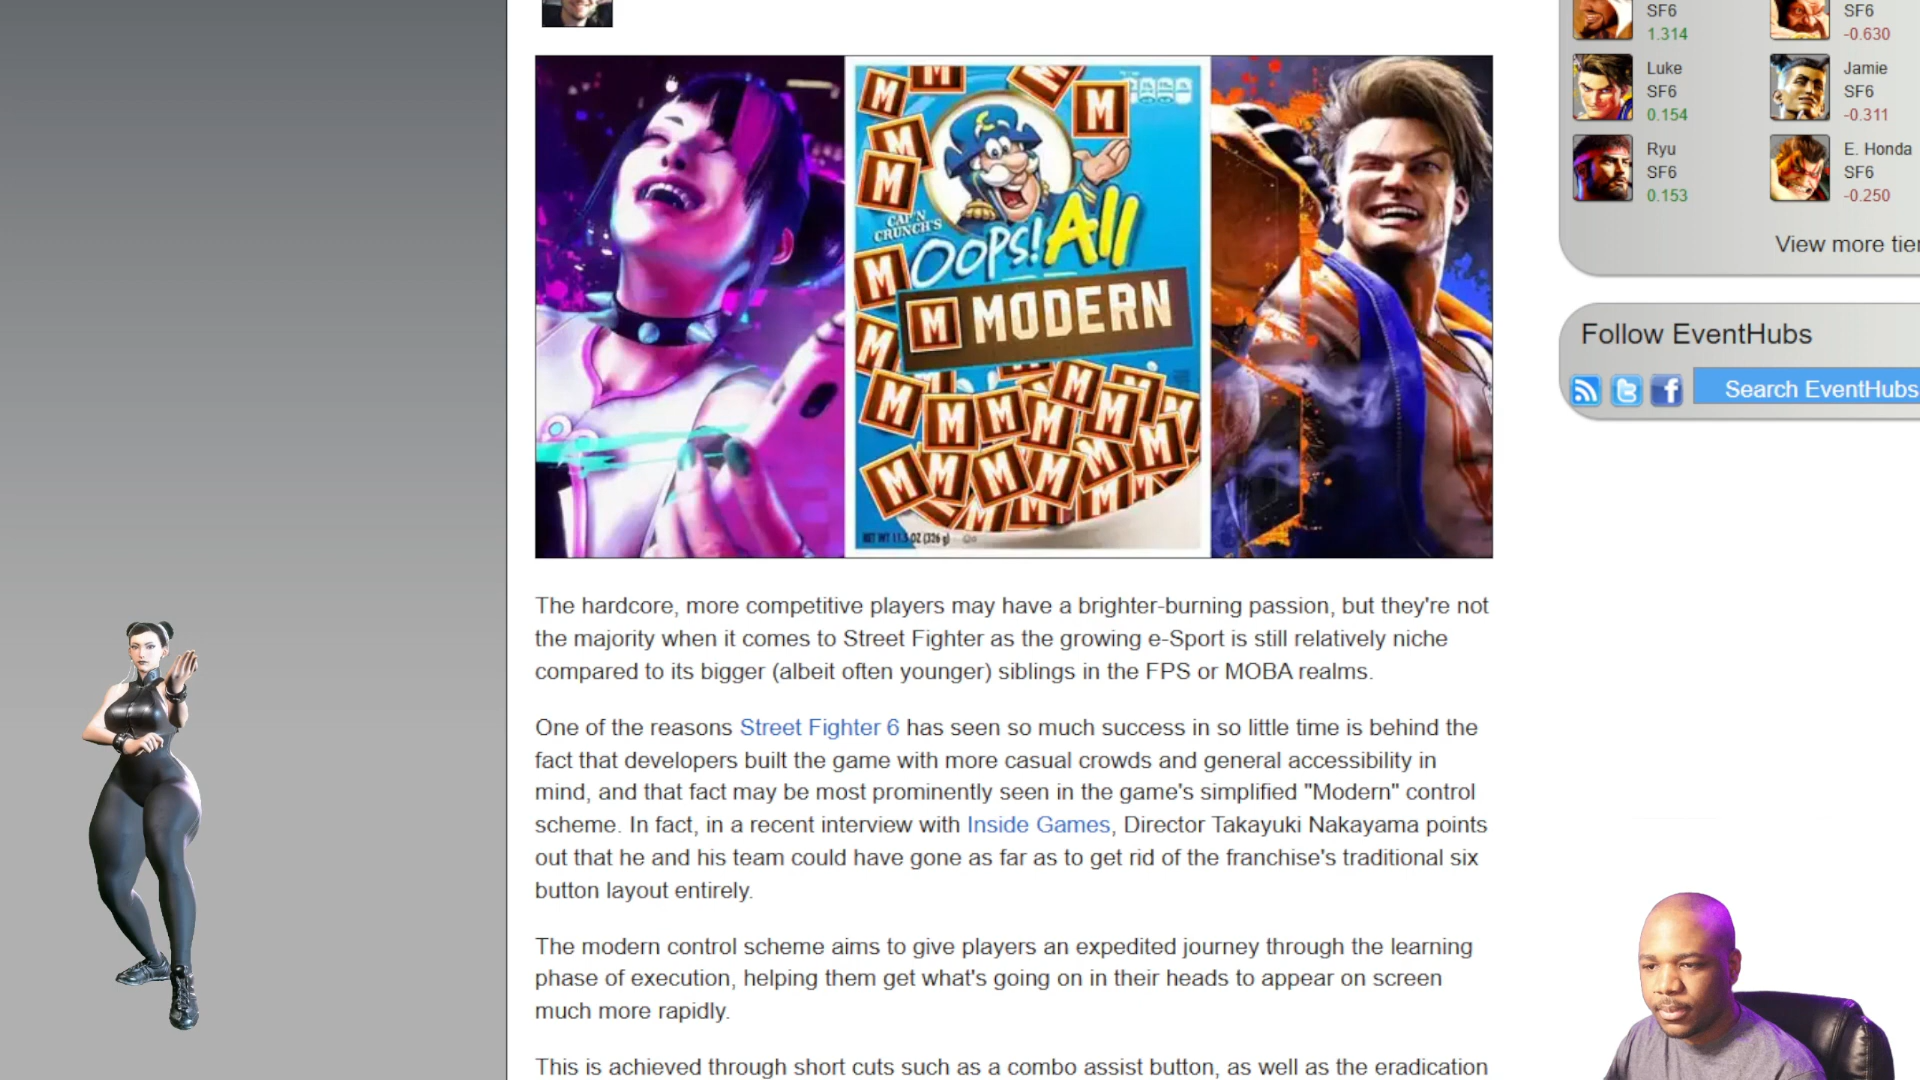 SF6
1.314
SF6
-0.630
Luke
SF6
0.154
Jamie
SF6
-0.311
Ryu
SF6
0.153
E. Honda
SF6
-0.250
View more tier
Follow EventHubs
Search EventHubs
M
M
M
M
M
CAP'N
CRUNCH'S
OOPS! All
M
M MODERN
M
M
M
M
M
M
M
M
M
M
M
M
M
NET WT 11.5 OZ (326 g)
The hardcore, more competitive players may have a brighter-burning passion, but they're not
the majority when it comes to Street Fighter as the growing e-Sport is still relatively niche
compared to its bigger (albeit often younger) siblings in the FPS or MOBA realms.
One of the reasons Street Fighter 6 has seen so much success in so little time is behind the
fact that developers built the game with more casual crowds and general accessibility in
mind, and that fact may be most prominently seen in the game's simplified "Modern" control
scheme. In fact, in a recent interview with Inside Games, Director Takayuki Nakayama points
out that he and his team could have gone as far as to get rid of the franchise's traditional six
button layout entirely.
The modern control scheme aims to give players an expedited journey through the learning
phase of execution, helping them get what's going on in their heads to appear on screen
much more rapidly.
This is achieved through short cuts such as a combo assist button, as well as the eradication